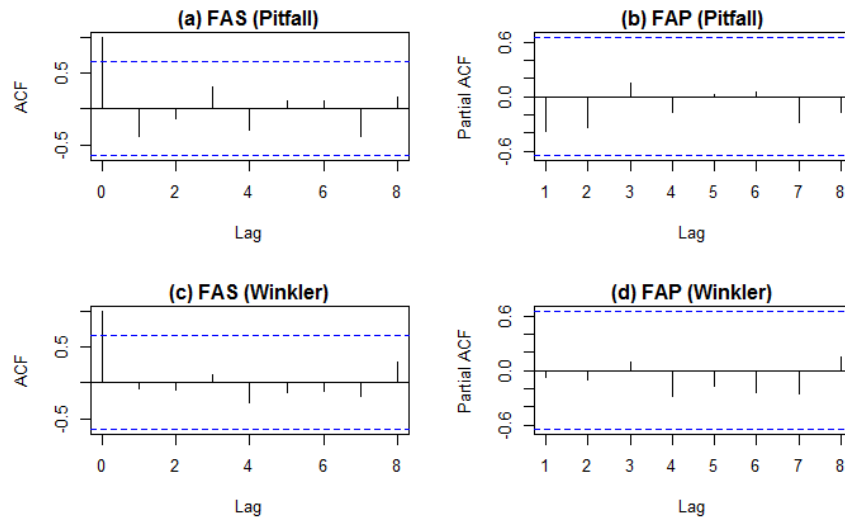 (a) FAS (Pitfall)
ACF
0.5
-0.5
0 2 4 6 8
Lag
(b) FAP (Pitfall)
Partial ACF
0.6
0.0
-0.6
1 2 3 4 5 6 7 8
Lag
(c) FAS (Winkler)
ACF
0.5
-0.5
0 2 4 6 8
Lag
(d) FAP (Winkler)
Partial ACF
0.6
0.0
-0.6
1 2 3 4 5 6 7 8
Lag